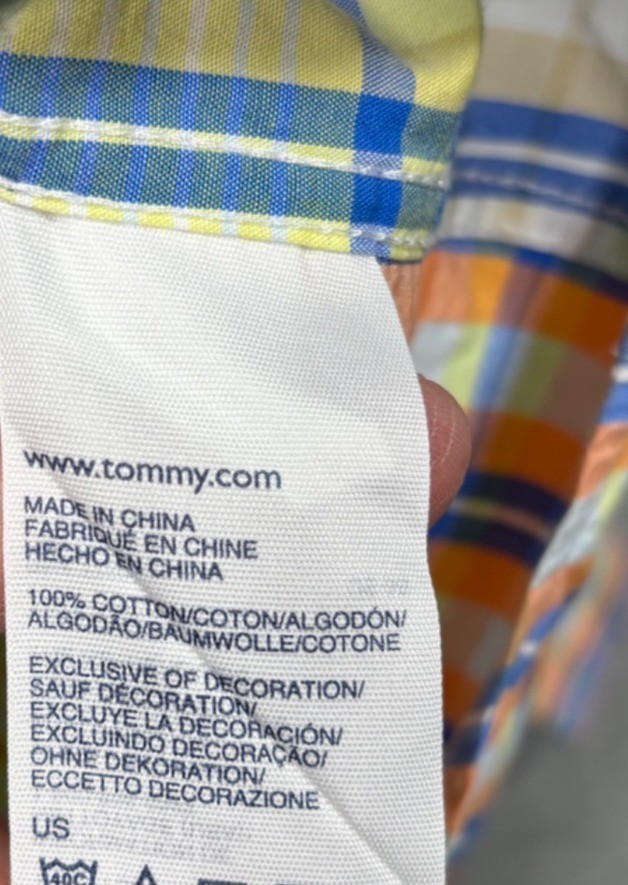 www.tommy.com
MADE IN CHINA
FABRIQUÉ EN CHINE
HECHO EN CHINA
100% COTTON/COTON/ALGODÓN/
ALGODÃO/BAUMWOLLE/COTONE
EXCLUSIVE OF DECORATION/
SAUF DÉCORATION/
EXCLUYE LA DECORACIÓN/
EXCLUINDO DECORAÇÃO/
OHNE DEKORATION/
ECCETTO DECORAZIONE
US
40C